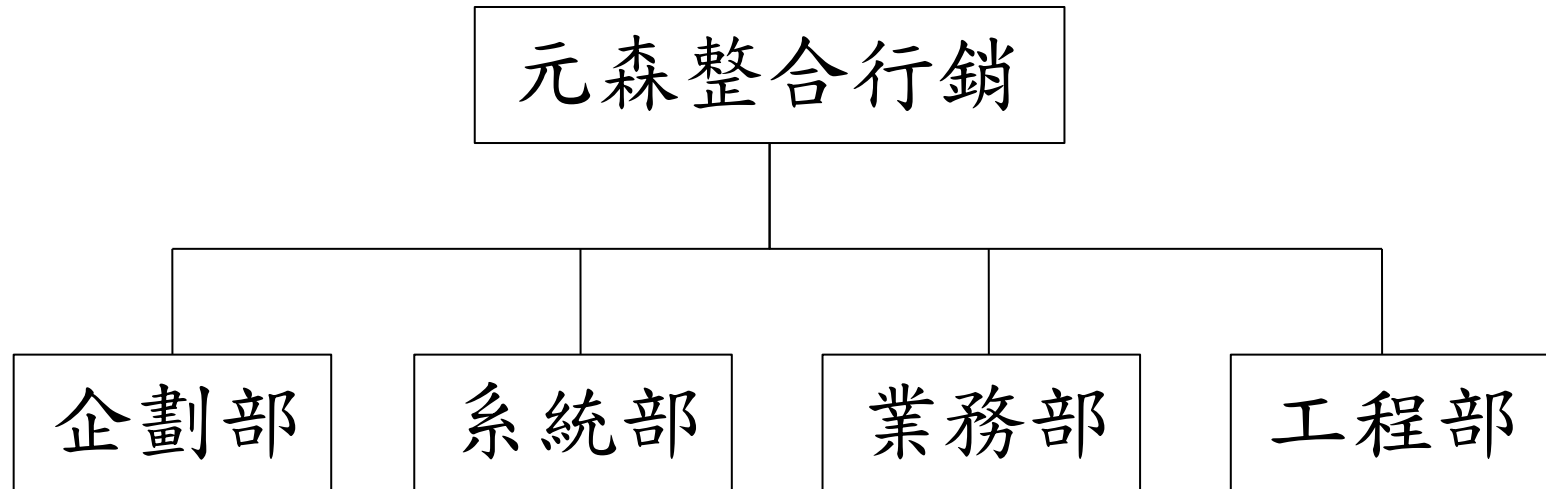 元森整合行銷
企劃部
系統部
業務部
工程部